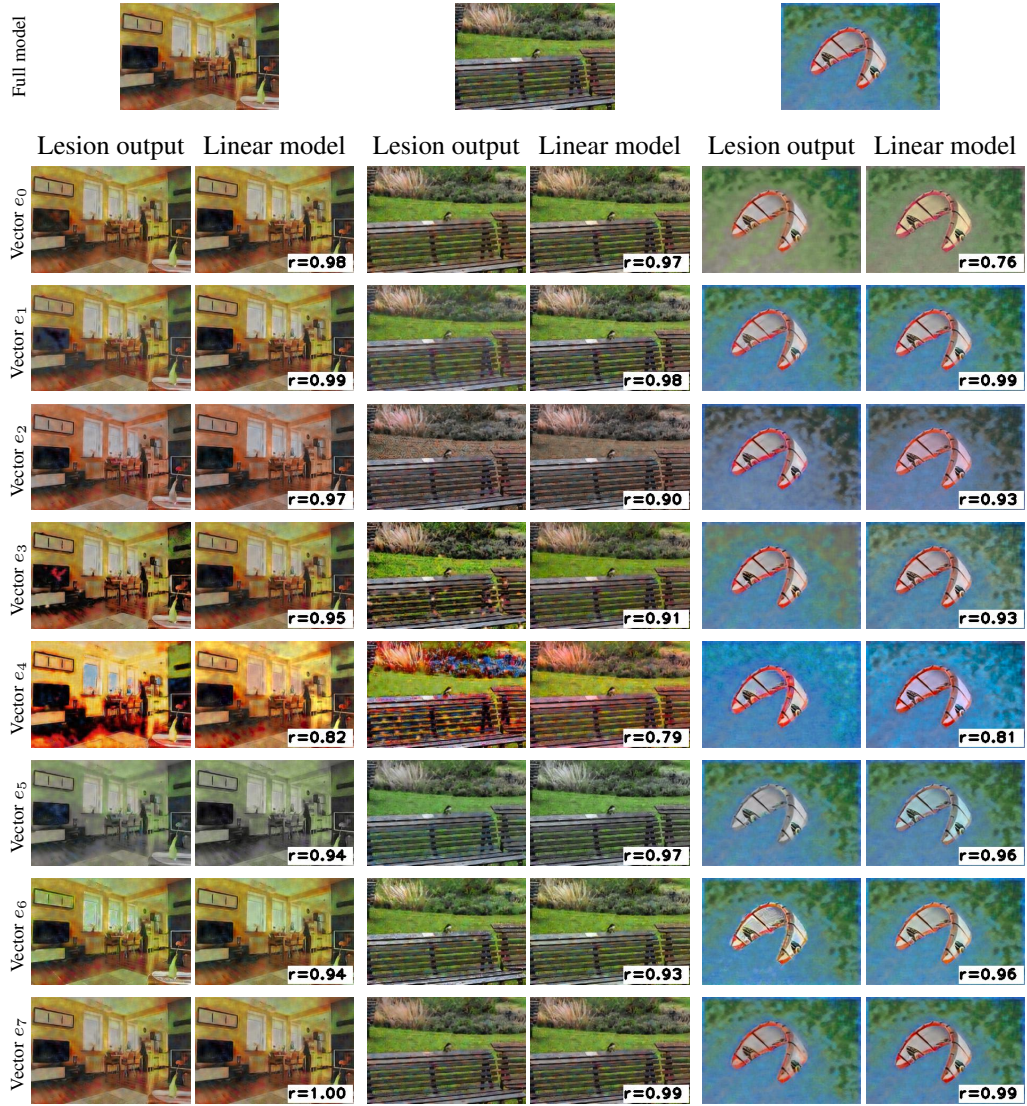 Full model
Lesion output Linear model Lesion output Linear model Lesion output Linear model
Vector e₀
r=0.98 r=0.97 r=0.76
Vector e₁
r=0.99 r=0.98 r=0.99
Vector e₂
r=0.97 r=0.90 r=0.93
Vector e₃
r=0.95 r=0.91 r=0.93
Vector e₄
r=0.82 r=0.79 r=0.81
Vector e₅
r=0.94 r=0.97 r=0.96
Vector e₆
r=0.94 r=0.93 r=0.96
Vector e₇
r=1.00 r=0.99 r=0.99